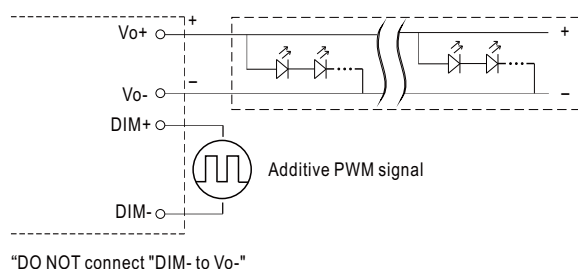 Vo+
+
−
Vo-
+
−
DIM+
Additive PWM signal
DIM-
“DO NOT connect "DIM- to Vo-"